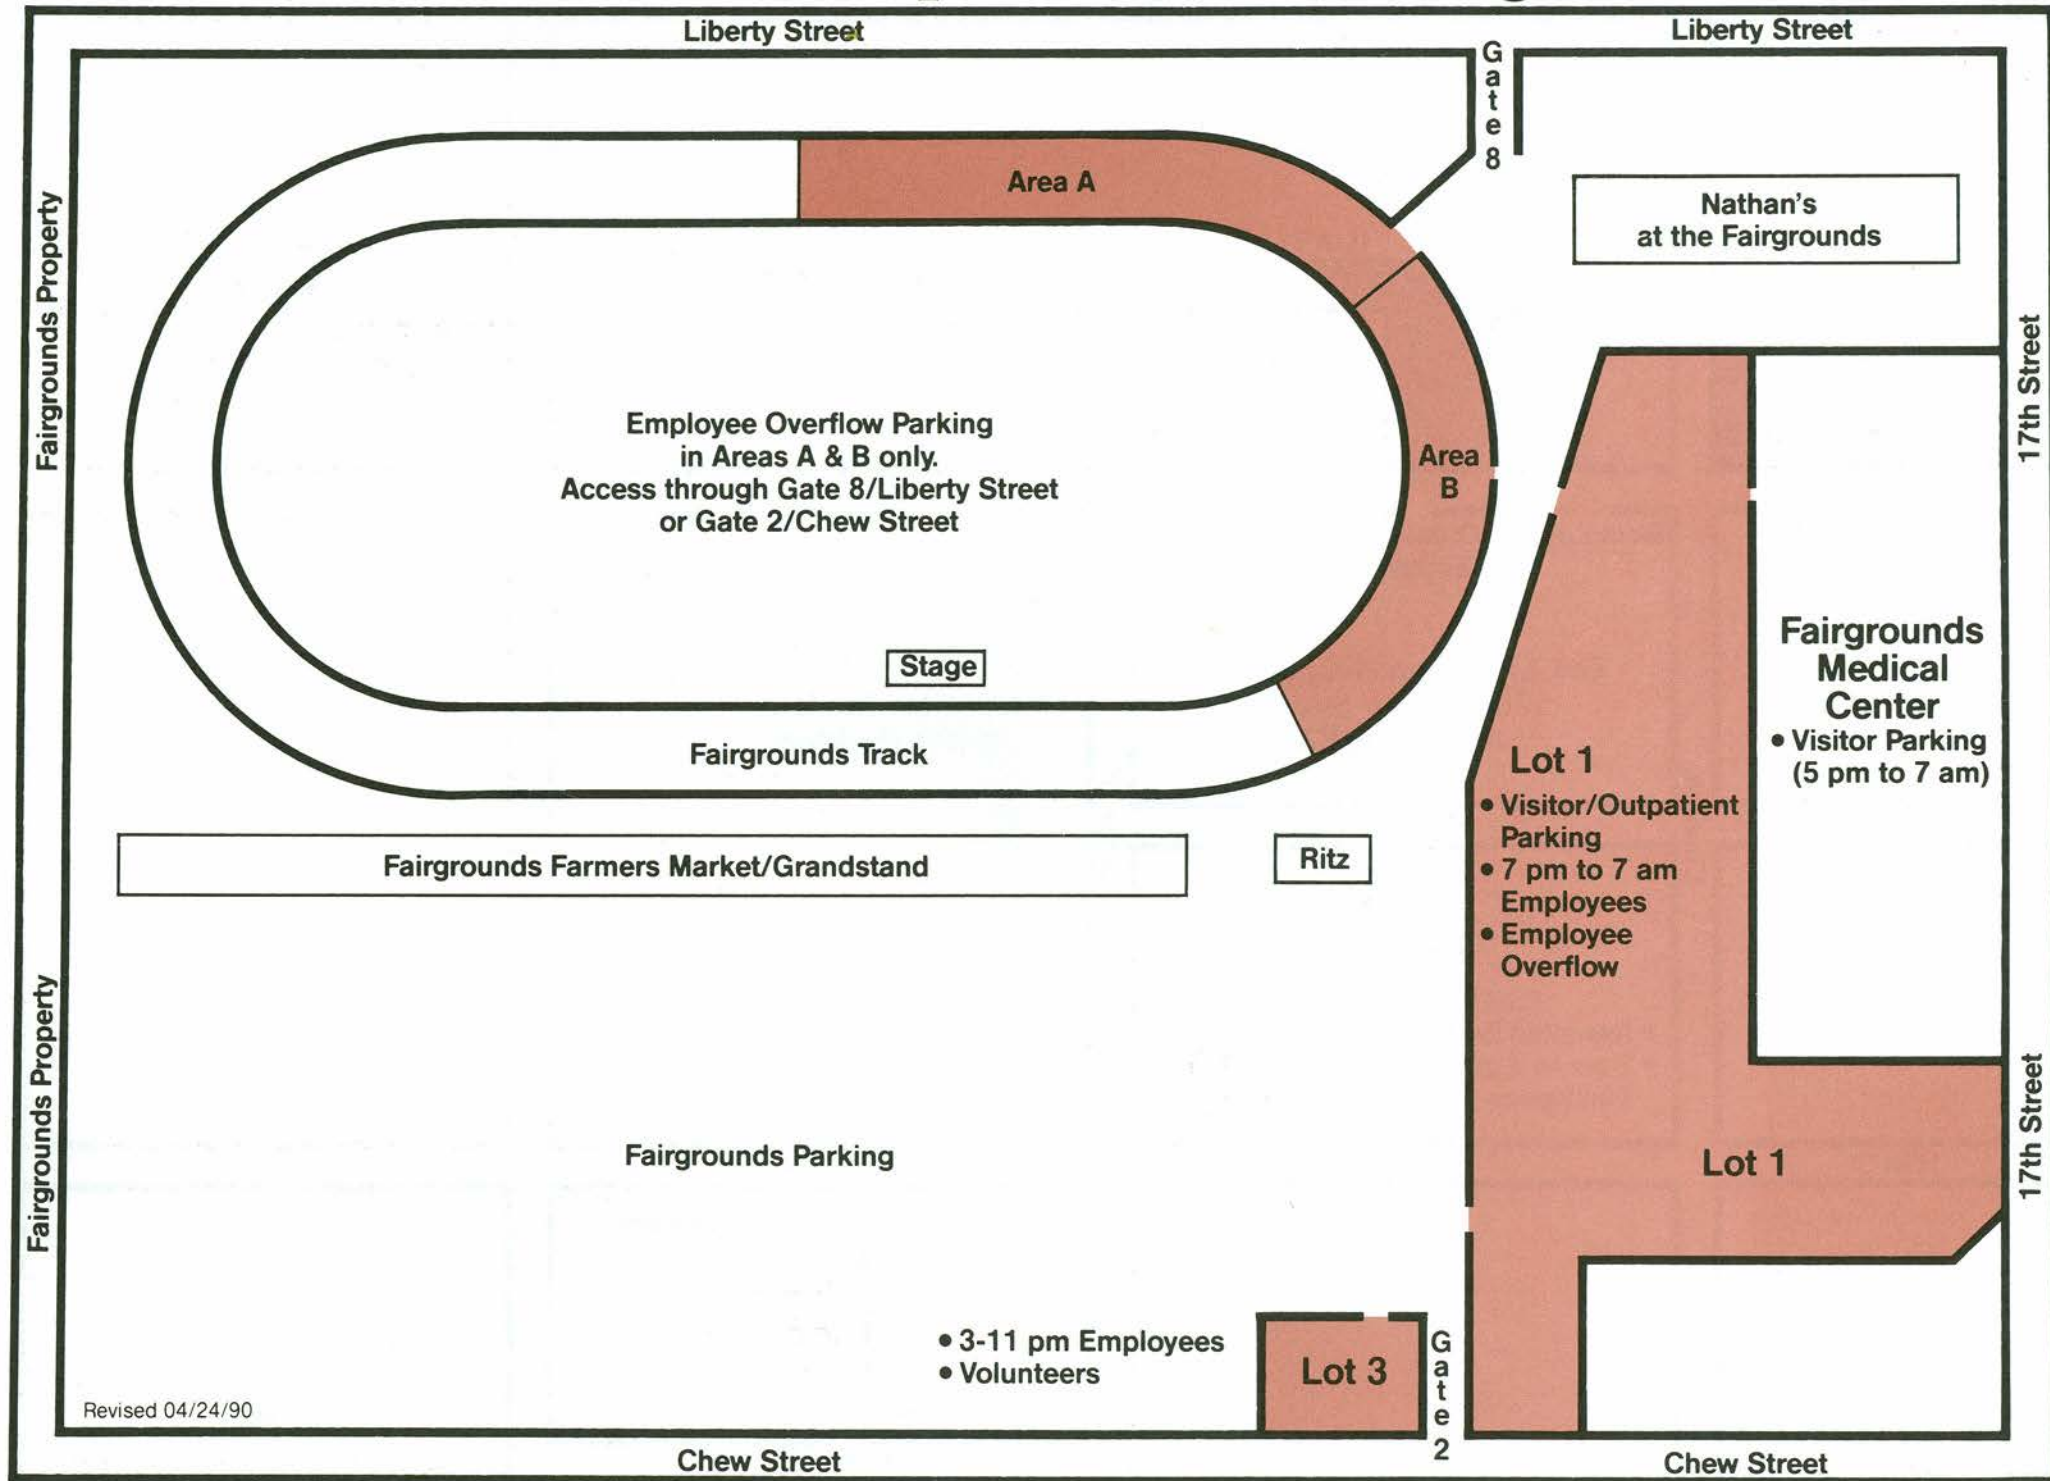 Liberty Street
Liberty Street
Gate 8
Area A
Nathan's
at the Fairgrounds
Fairgrounds Property
17th Street
Employee Overflow Parking
in Areas A & B only.
Access through Gate 8/Liberty Street
or Gate 2/Chew Street
Area
B
Stage
Fairgrounds Track
Fairgrounds
Medical
Center
• Visitor Parking
(5 pm to 7 am)
Lot 1
• Visitor/Outpatient
Parking
• 7 pm to 7 am
Employees
• Employee
Overflow
Fairgrounds Farmers Market/Grandstand
Ritz
Fairgrounds Property
17th Street
Fairgrounds Parking
Lot 1
• 3-11 pm Employees
• Volunteers
Lot 3
Gate 2
Revised 04/24/90
Chew Street
Chew Street